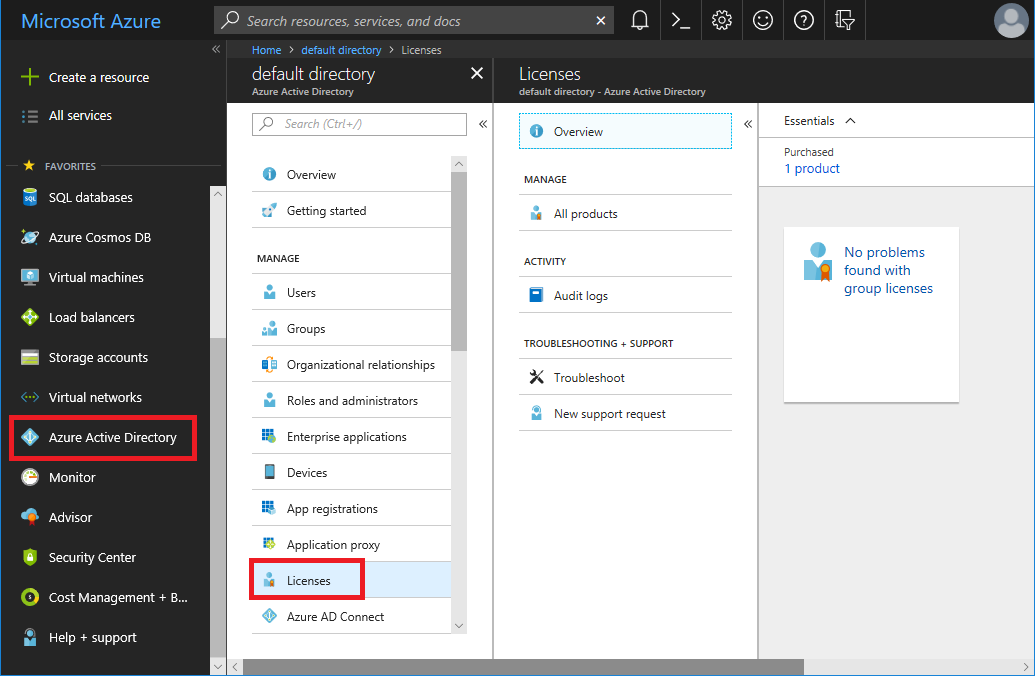 Microsoft Azure
Search resources, services, and docs
Home > default directory > Licenses
Create a resource
All services
FAVORITES
SQL databases
Azure Cosmos DB
Virtual machines
Load balancers
Storage accounts
Virtual networks
Azure Active Directory
Monitor
Advisor
Security Center
Cost Management + B...
Help + support
default directory
Azure Active Directory
Search (Ctrl+/)
Overview
Getting started
MANAGE
Users
Groups
Organizational relationships
Roles and administrators
Enterprise applications
Devices
App registrations
Application proxy
Licenses
Azure AD Connect
Licenses
default directory - Azure Active Directory
Overview
MANAGE
All products
ACTIVITY
Audit logs
TROUBLESHOOTING + SUPPORT
Troubleshoot
New support request
Essentials
Purchased
1 product
No problems
found with
group licenses